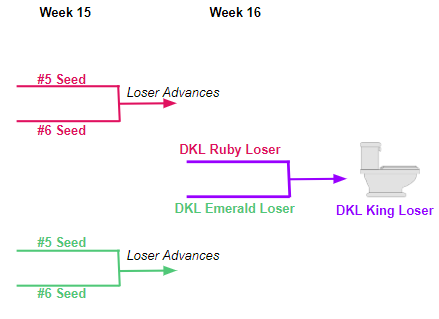 Week 15
Week 16
#5 Seed
Loser Advances
#6 Seed
DKL Ruby Loser
DKL Emerald Loser
DKL King Loser
#5 Seed
Loser Advances
#6 Seed